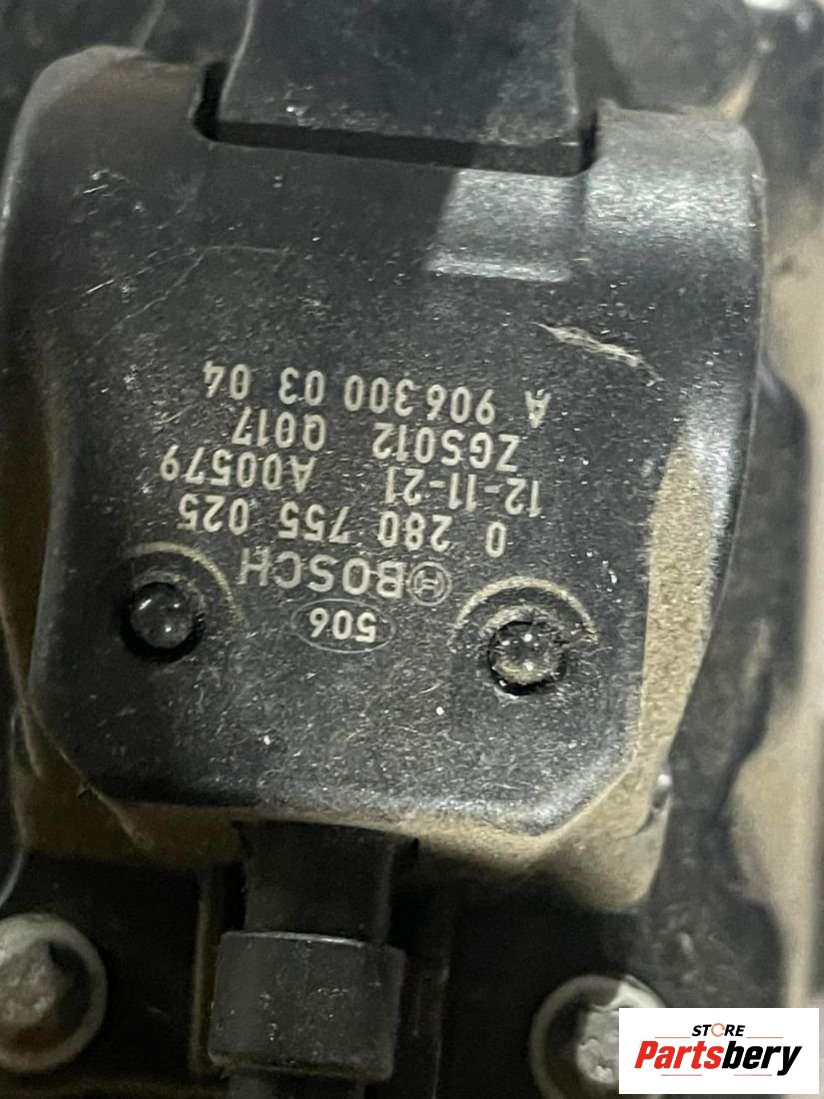 506
BOSCH
0 280 755 025
12-11-21 A00579
ZGS012 Q017
A 906 300 03 04
STORE
Partsbery